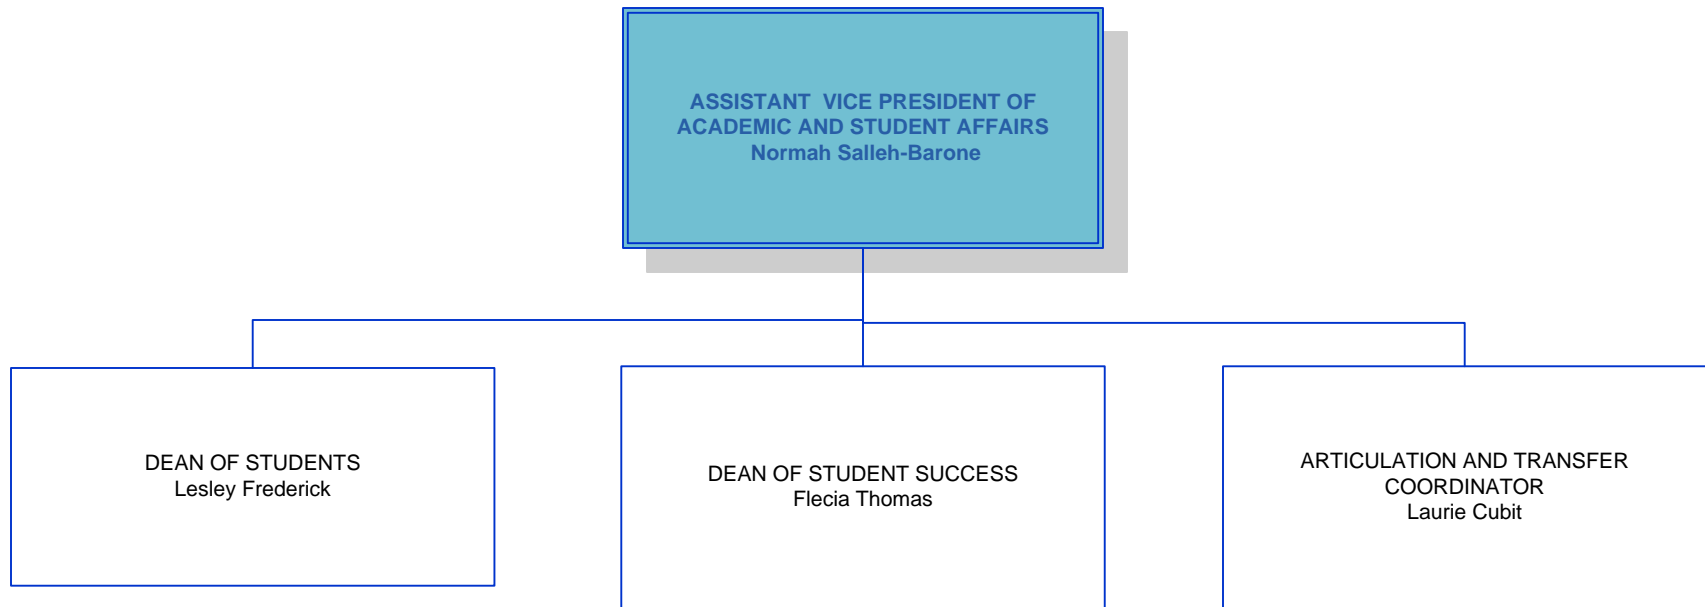 ASSISTANT  VICE PRESIDENT OF
ACADEMIC AND STUDENT AFFAIRS
Normah Salleh-Barone
DEAN OF STUDENTS
Lesley Frederick
DEAN OF STUDENT SUCCESS
Flecia Thomas
ARTICULATION AND TRANSFER
COORDINATOR
Laurie Cubit